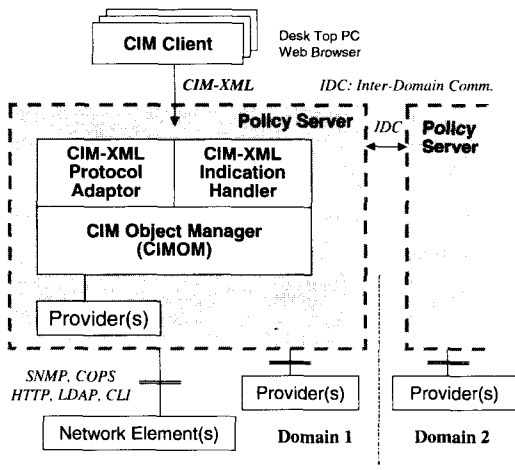 CIM Client
Desk Top PC
Web Browser
CIM-XML
IDC: Inter-Domain Comm.
Policy Server
IDC
Policy
Server
CIM-XML
Protocol
Adaptor
CIM-XML
Indication
Handler
CIM Object Manager
(CIMOM)
Provider(s)
SNMP, COPS
HTTP, LDAP, CLI
Provider(s)
Provider(s)
Network Element(s)
Domain 1
Domain 2